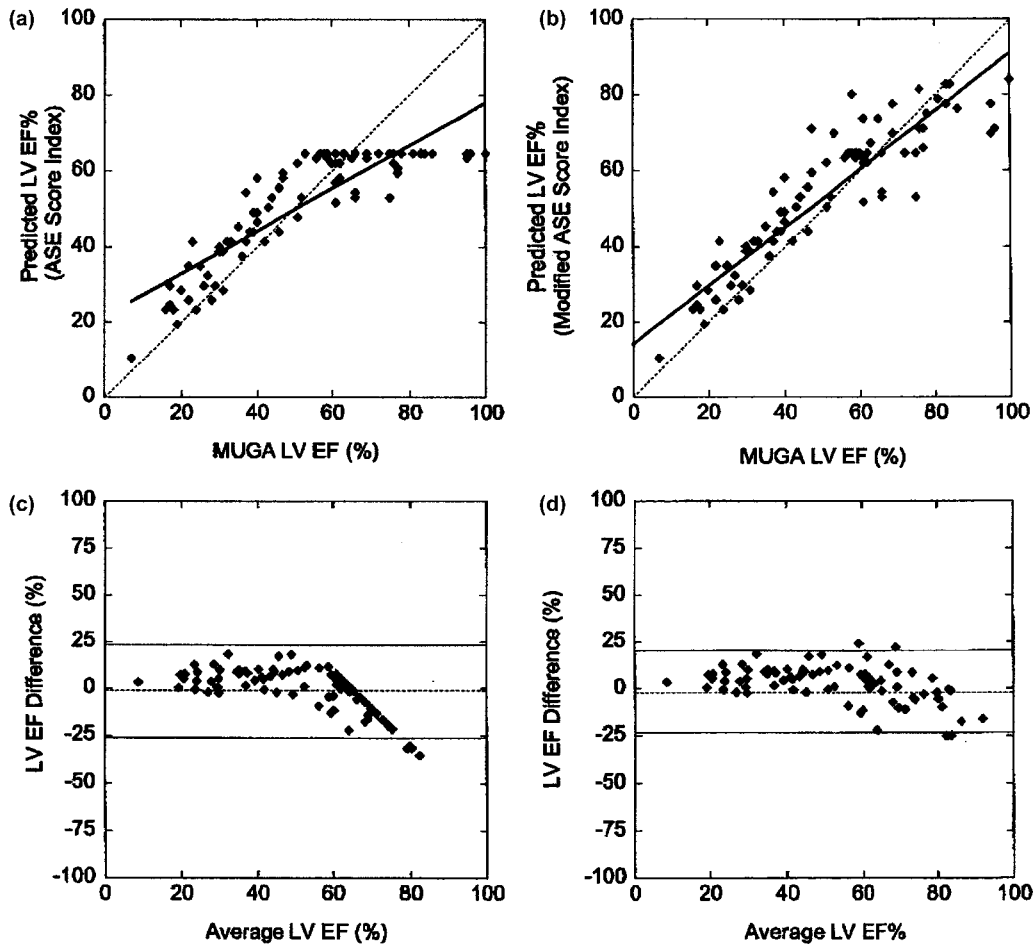 (a)
100
80
60
40
20
0
Predicted LV EF%
(ASE Score Index)
0 20 40 60 80 100
MUGA LV EF (%)
(b)
100
80
60
40
20
0
Predicted LV EF%
(Modified ASE Score Index)
0 20 40 60 80 100
MUGA LV EF (%)
(c)
100
75
50
25
0
-25
-50
-75
-100
LV EF Difference (%)
0 20 40 60 80 100
Average LV EF (%)
(d)
100
75
50
25
0
-25
-50
-75
-100
LV EF Difference (%)
0 20 40 60 80 100
Average LV EF%